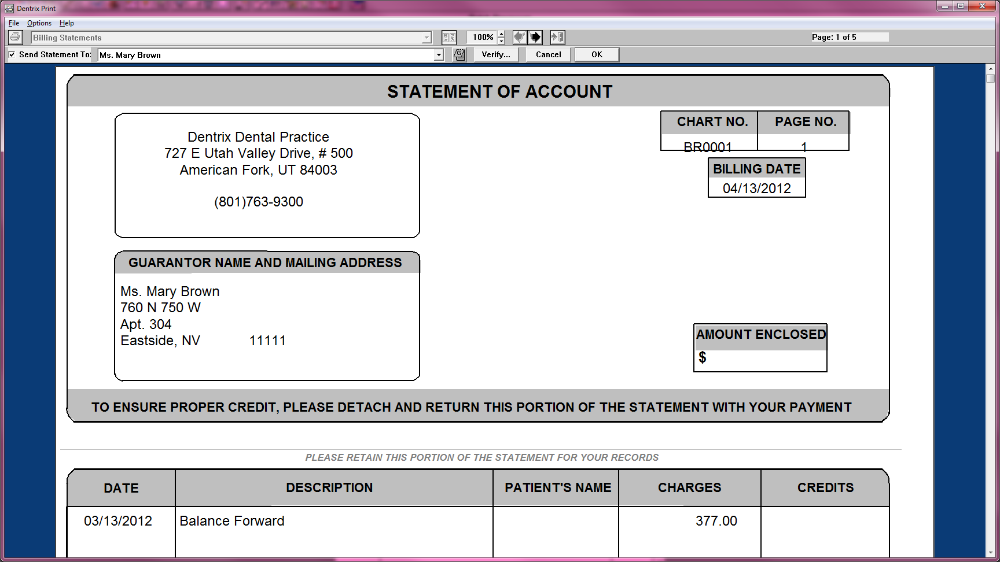 Dentrix Print
File Options Help
Billing Statements 100% Page: 1 of 5
Send Statement To: Ms. Mary Brown Verify... Cancel OK
STATEMENT OF ACCOUNT
Dentrix Dental Practice
727 E Utah Valley Drive, # 500
American Fork, UT 84003
(801)763-9300
CHART NO. PAGE NO.
BR0001 1
BILLING DATE
04/13/2012
GUARANTOR NAME AND MAILING ADDRESS
Ms. Mary Brown
760 N 750 W
Apt. 304
Eastside, NV 11111
AMOUNT ENCLOSED
$
TO ENSURE PROPER CREDIT, PLEASE DETACH AND RETURN THIS PORTION OF THE STATEMENT WITH YOUR PAYMENT
PLEASE RETAIN THIS PORTION OF THE STATEMENT FOR YOUR RECORDS
DATE DESCRIPTION PATIENT'S NAME CHARGES CREDITS
03/13/2012 Balance Forward 377.00